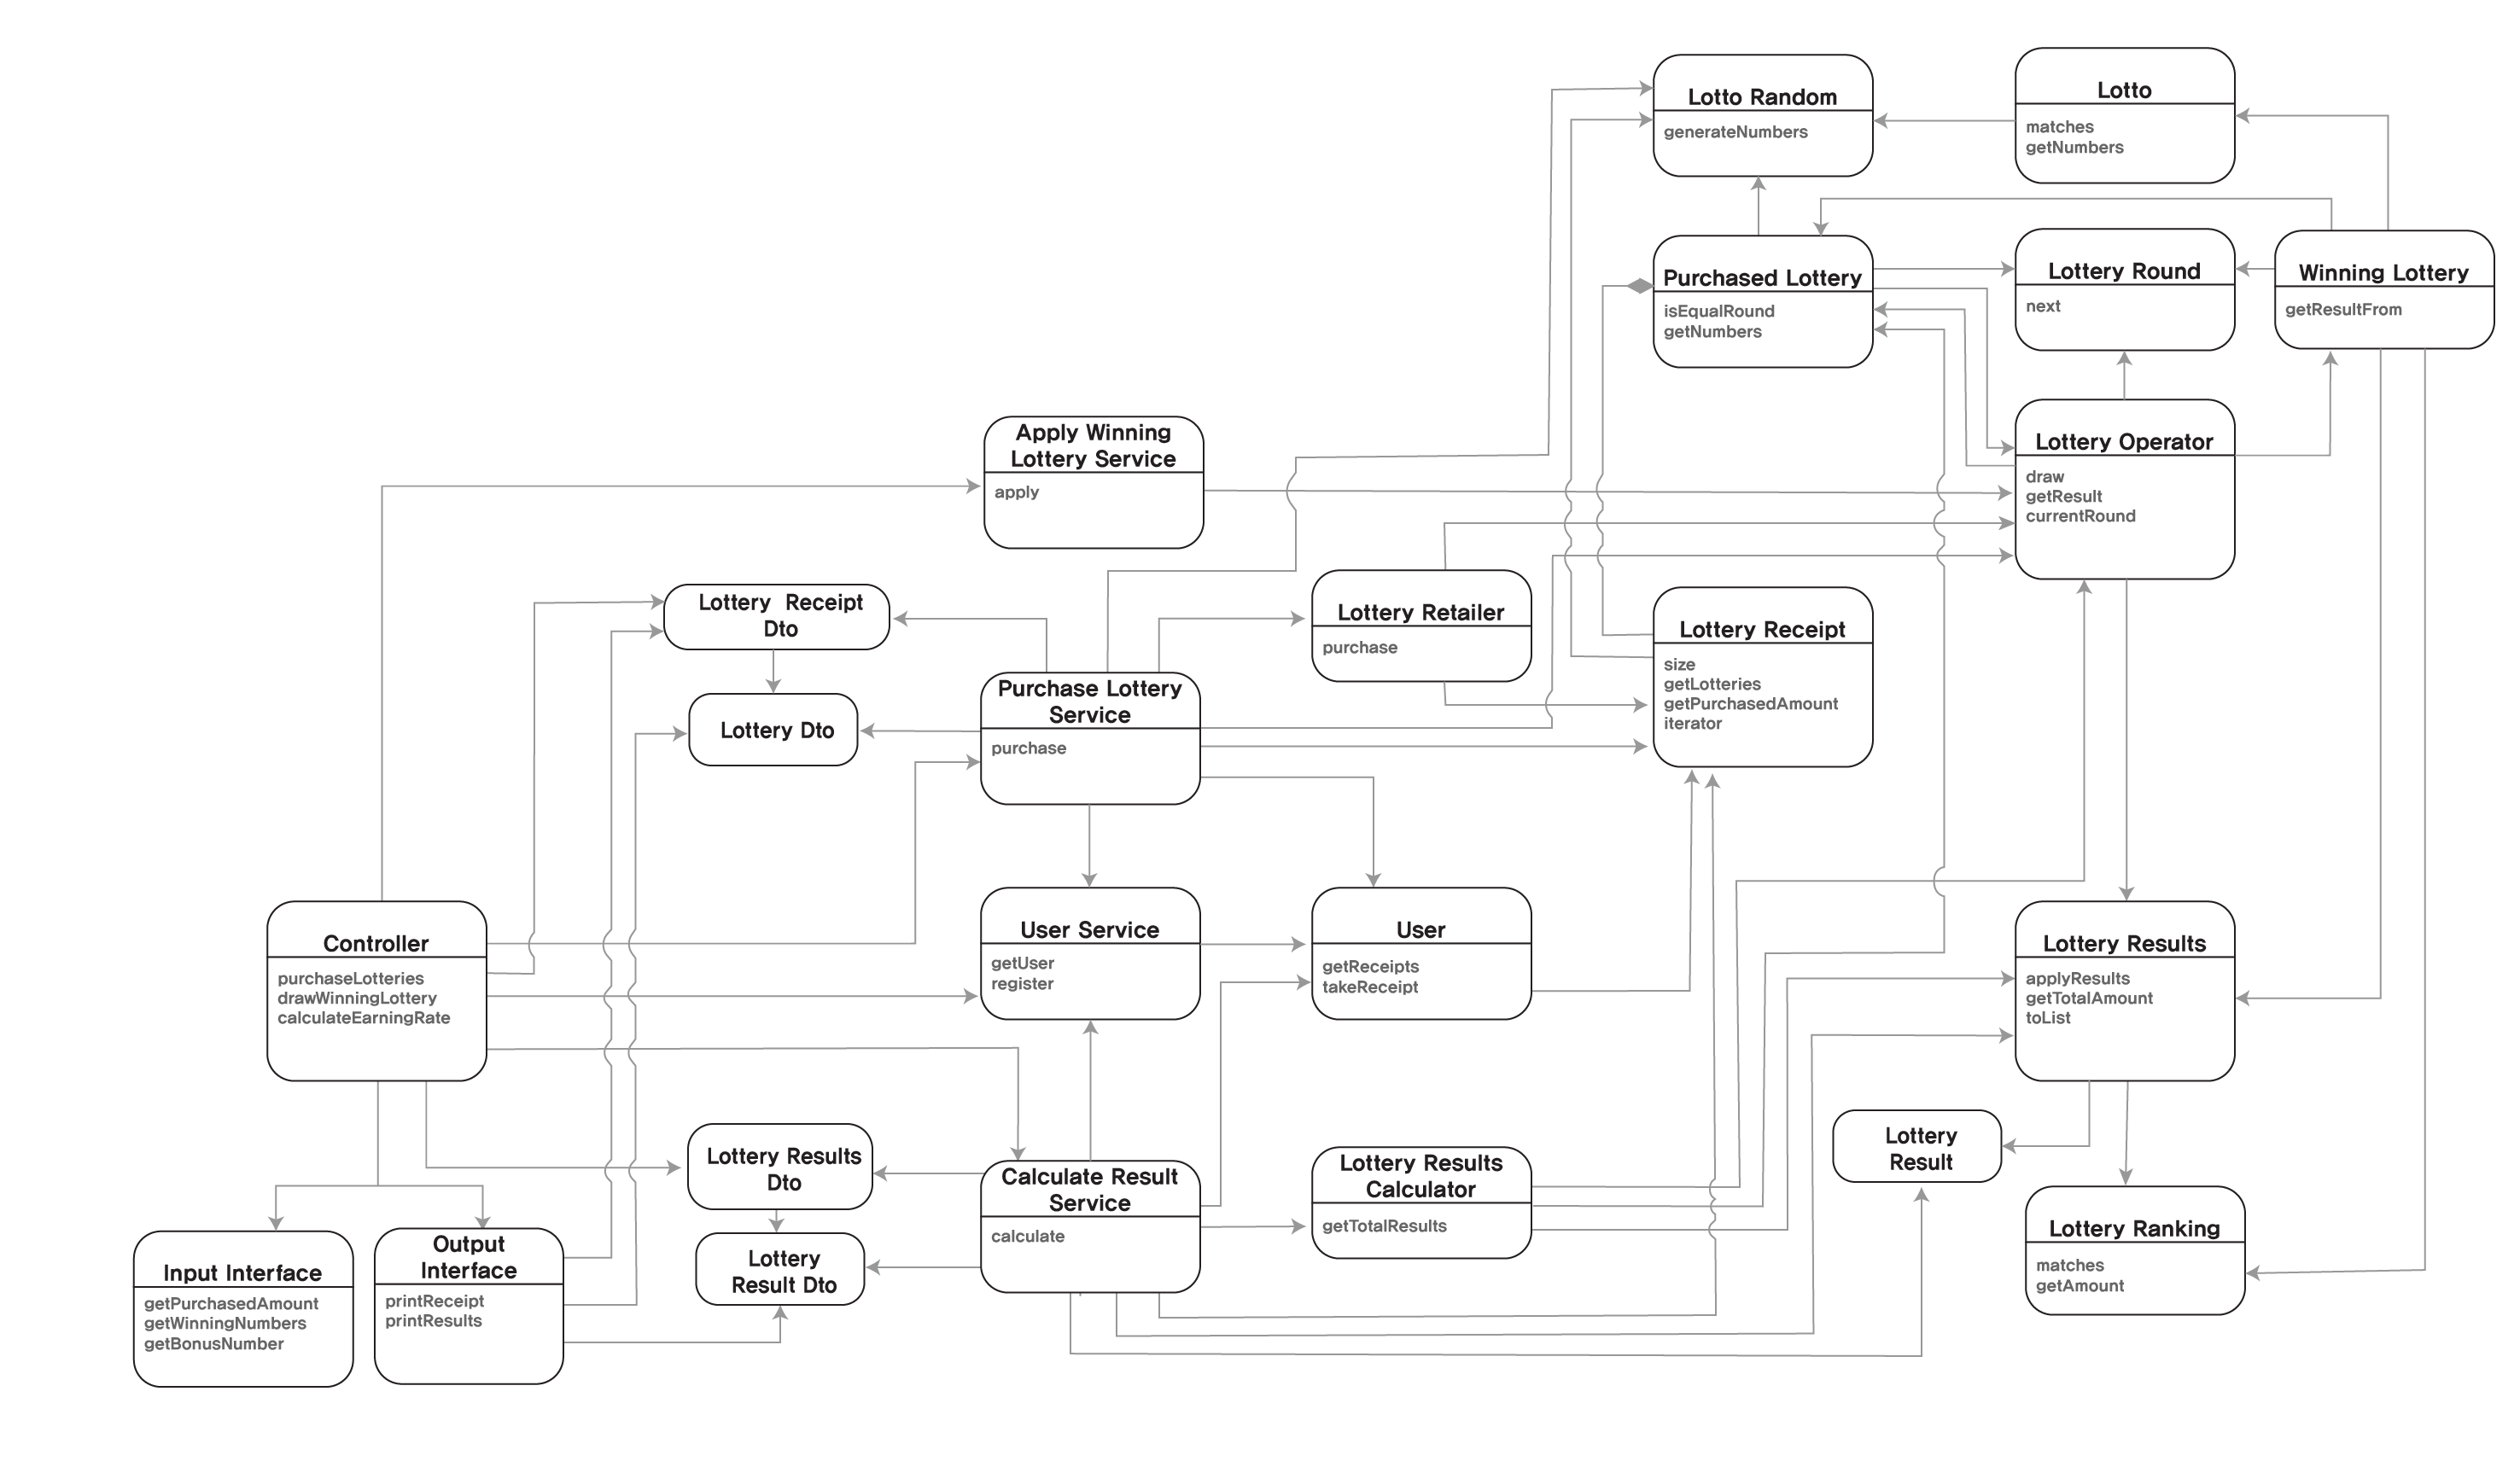 Lotto Random
generateNumbers
Lotto
matches
getNumbers
Purchased Lottery
isEqualRound
getNumbers
Lottery Round
next
Winning Lottery
getResultFrom
Apply Winning
Lottery Service
apply
Lottery Operator
draw
getResult
currentRound
Lottery Receipt
Dto
Lottery Retailer
purchase
Lottery Receipt
size
getLotteries
getPurchasedAmount
iterator
Lottery Dto
Purchase Lottery
Service
purchase
Controller
purchaseLotteries
drawWinningLottery
calculateEarningRate
User Service
getUser
register
User
getReceipts
takeReceipt
Lottery Results
applyResults
getTotalAmount
toList
Lottery Results
Dto
Calculate Result
Service
calculate
Lottery Results
Calculator
getTotalResults
Lottery
Result
Lottery Ranking
matches
getAmount
Input Interface
getPurchasedAmount
getWinningNumbers
getBonusNumber
Output
Interface
printReceipt
printResults
Lottery
Result Dto